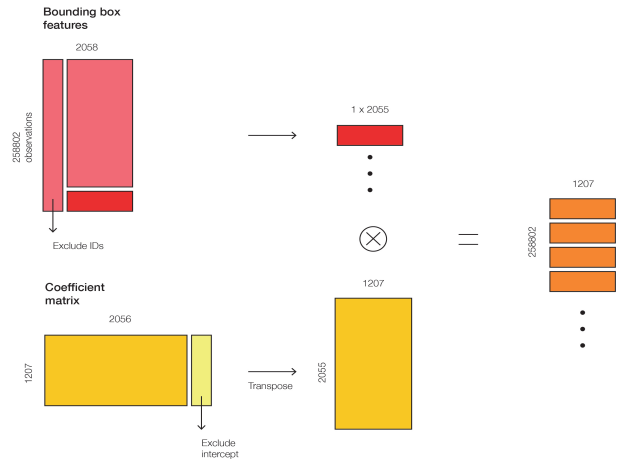 Bounding box
features
2058
258802
observations
Exclude IDs
1 x 2055
1207
258802
Coefficient
matrix
2056
1207
Exclude
intercept
Transpose
1207
2055